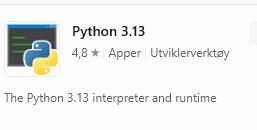 Python 3.13
4,8 ★ Apper Utviklerverktøy
The Python 3.13 interpreter and runtime